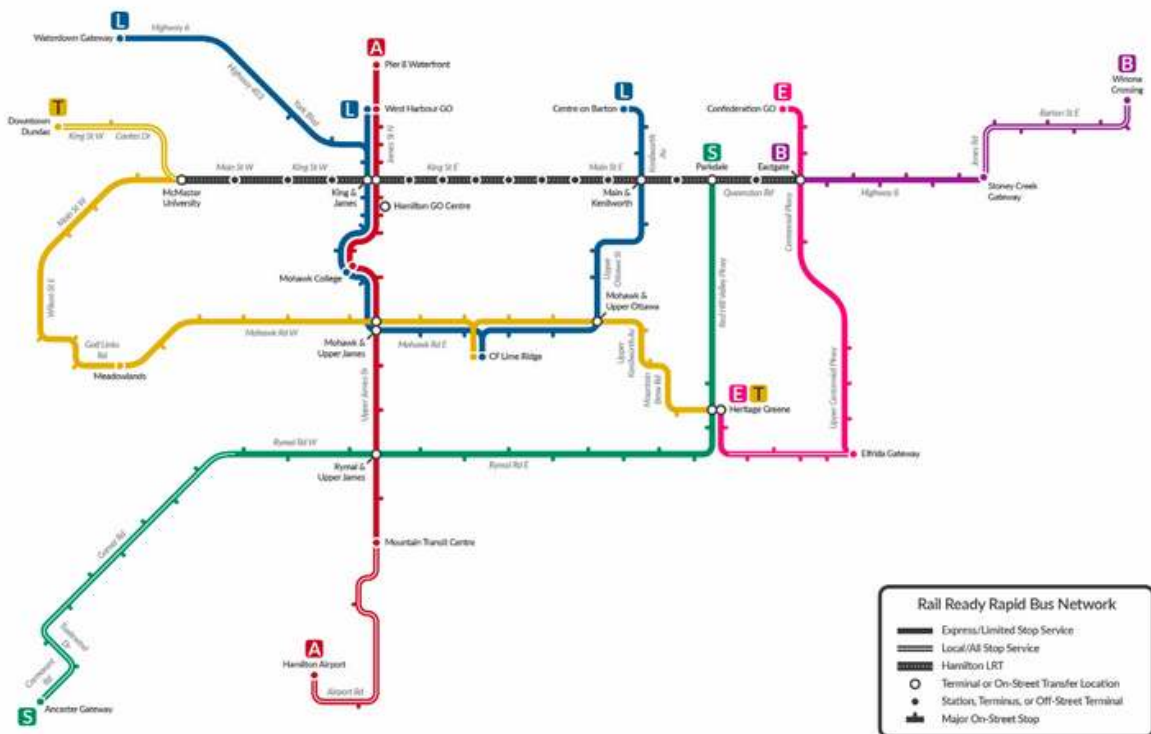 L
Waterdown Gateway
Highway 6
Highway 403
York Blvd
A
Pier 8 Waterfront
L
West Harbour GO
James St N
L
Centre on Barton
Kenilworth
Av
E
Confederation GO
B
Winona
Crossing
Barton St E
Jones Rd
T
Downtown
Dundas
King St W
Cootes Dr
S
Parkdale
B
Eastgate
Main St W
King St W
King St E
Main St E
Queenston Rd
Highway 8
McMaster
University
King &
James
Hamilton GO Centre
Main &
Kenilworth
Stoney Creek
Gateway
Main St W
Wilson St E
Golf Links
Rd
Meadowlands
Mohawk College
Upper
Ottawa St
Mohawk &
Upper Ottawa
Red Hill Valley Pkwy
Centennial Pkwy
Upper Centennial Pkwy
Mohawk Rd W
Mohawk &
Upper James
Mohawk Rd E
CF Lime Ridge
Upper
Kenilworth Av
Mountain
Brow Rd
E
T
Heritage Greene
Upper James St
Rymal Rd W
Rymal &
Upper James
Rymal Rd E
Elfrida Gateway
Garner Rd
Mountain Transit Centre
A
Hamilton Airport
Airport Rd
Dr
Cormorant
Rd
S
Ancaster Gateway
Rail Ready Rapid Bus Network
Express/Limited Stop Service
Local/All Stop Service
Hamilton LRT
Terminal or On-Street Transfer Location
Station, Terminus, or Off-Street Terminal
Major On-Street Stop